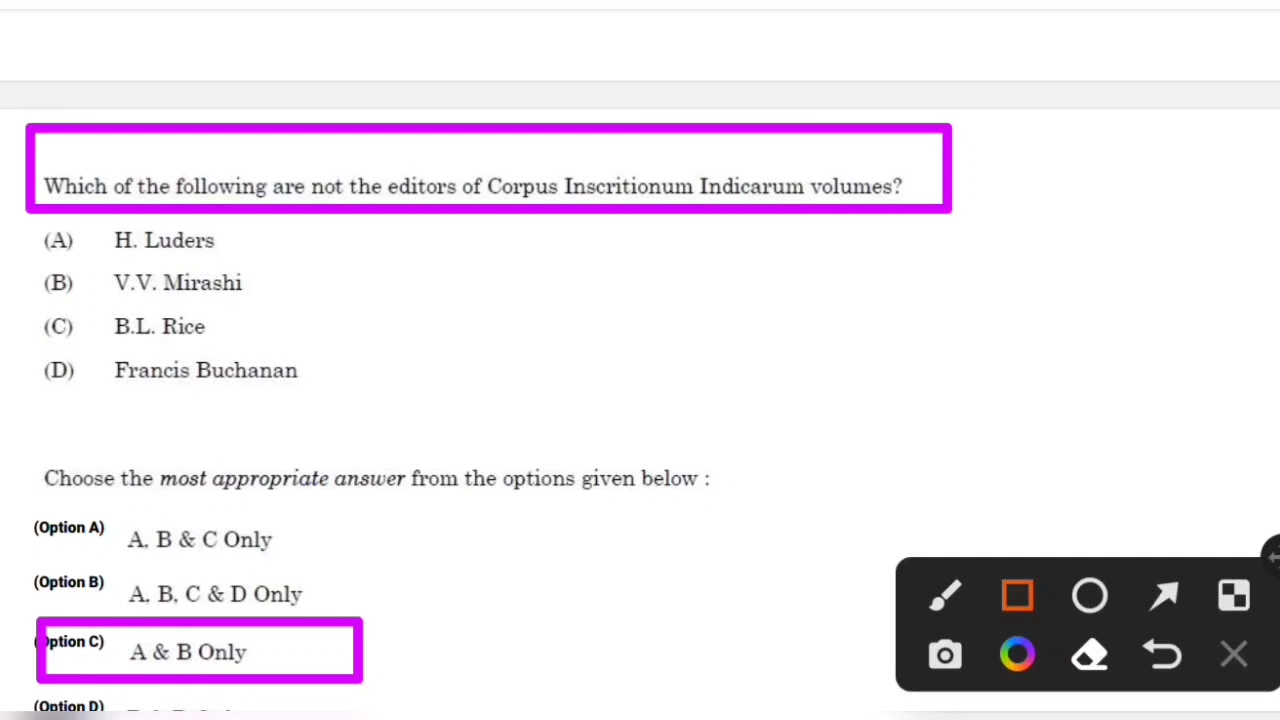 Which of the following are not the editors of Corpus Inscritionum Indicarum volumes?
(A) H. Luders
(B) V.V. Mirashi
(C) B.L. Rice
(D) Francis Buchanan
Choose the most appropriate answer from the options given below :
(Option A) A, B & C Only
(Option B) A, B, C & D Only
(Option C) A & B Only
(Option D)